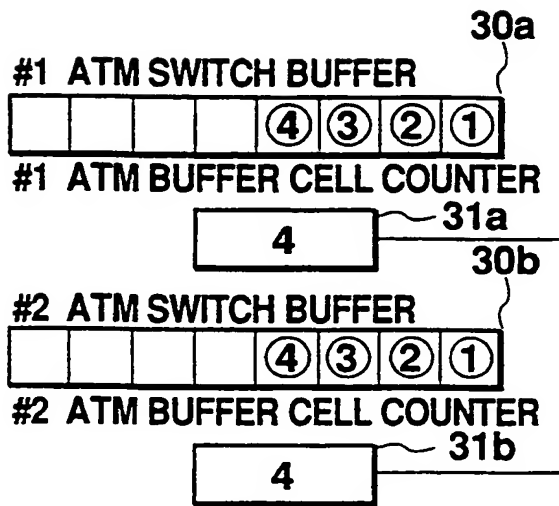 30a
#1 ATM SWITCH BUFFER
④ ③ ② ①
#1 ATM BUFFER CELL COUNTER
31a
4
30b
#2 ATM SWITCH BUFFER
④ ③ ② ①
#2 ATM BUFFER CELL COUNTER
31b
4